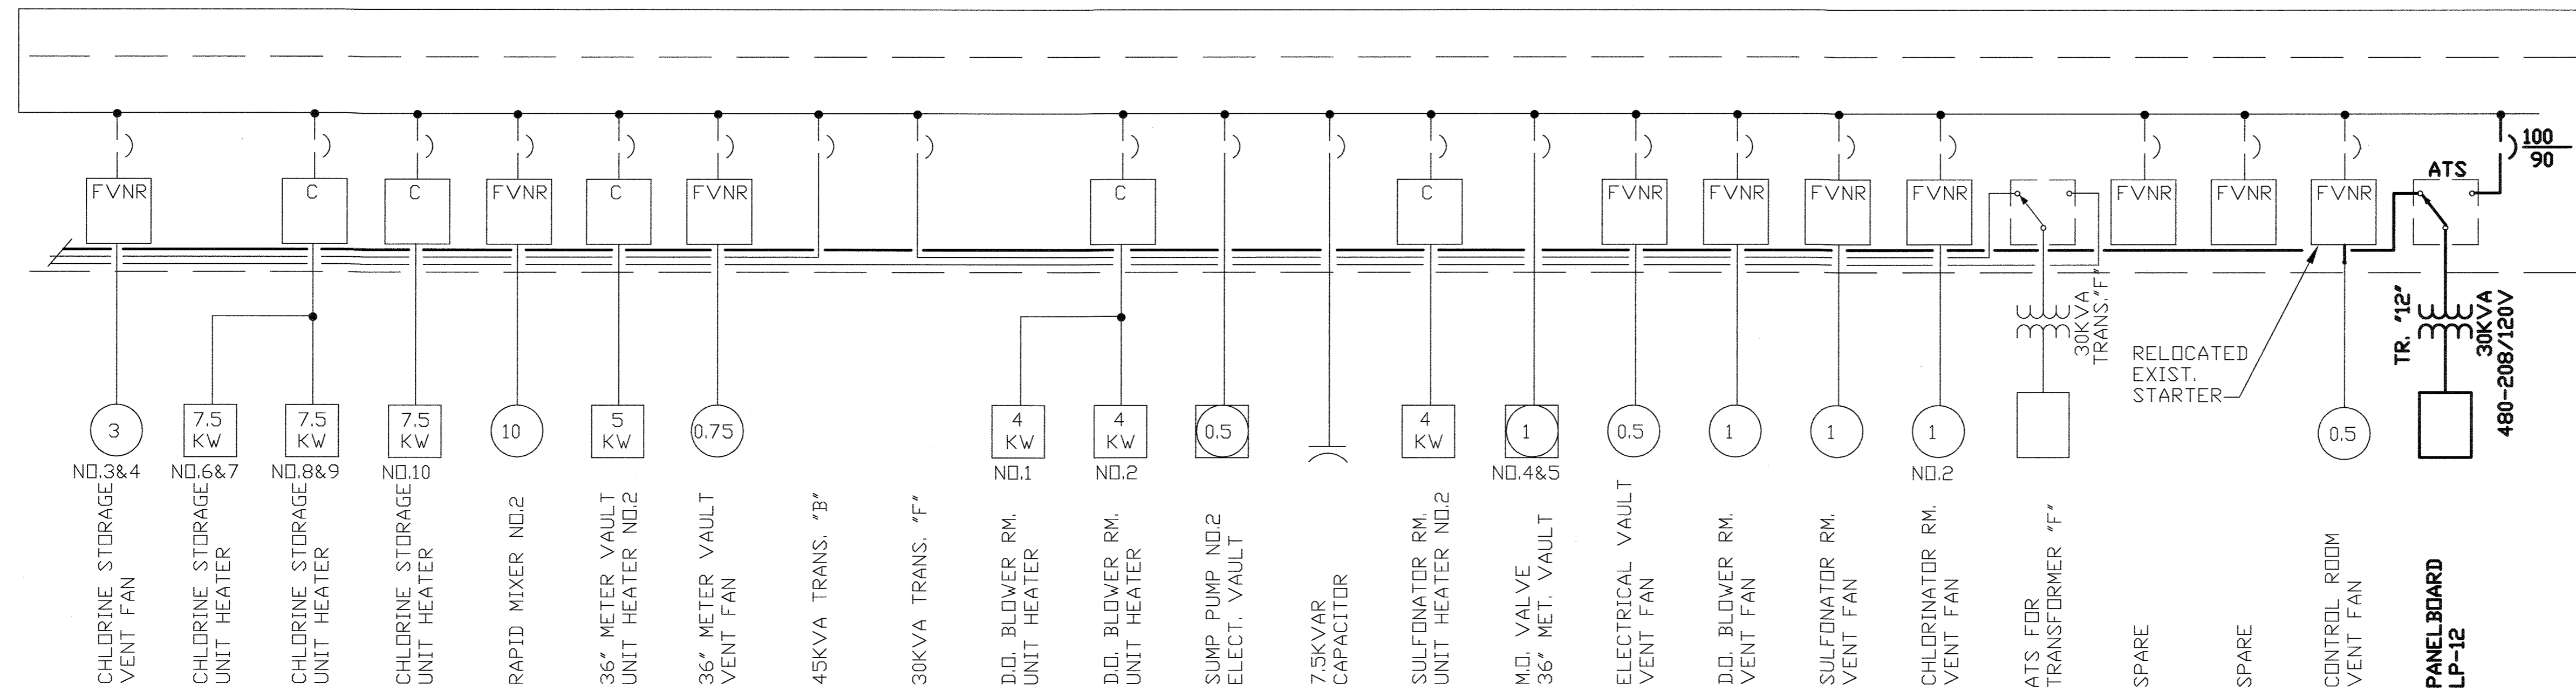 100
90
ATS
FVNR
C
C
FVNR
C
FVNR
C
C
FVNR
FVNR
FVNR
FVNR
FVNR
FVNR
FVNR
30KVA
TRANS."F"
RELOCATED
EXIST.
STARTER
TR. "12"
30KVA
480-208/120V
3
7.5
KW
7.5
KW
7.5
KW
10
5
KW
0.75
4
KW
4
KW
0.5
4
KW
1
0.5
1
1
1
0.5
NO.3&4
NO.6&7
NO.8&9
NO.10
NO.1
NO.2
NO.4&5
NO.2
CHLORINE STORAGE
VENT FAN
CHLORINE STORAGE
UNIT HEATER
CHLORINE STORAGE
UNIT HEATER
CHLORINE STORAGE
UNIT HEATER
RAPID MIXER NO.2
36" METER VAULT
UNIT HEATER NO.2
36" METER VAULT
VENT FAN
45KVA TRANS. "B"
30KVA TRANS. "F"
D.O. BLOWER RM.
UNIT HEATER
D.O. BLOWER RM.
UNIT HEATER
SUMP PUMP NO.2
ELECT. VAULT
7.5KVAR
CAPACITOR
SULFONATOR RM.
UNIT HEATER NO.2
M.O. VALVE
36" MET. VAULT
ELECTRICAL VAULT
VENT FAN
D.O. BLOWER RM.
VENT FAN
SULFONATOR RM.
VENT FAN
CHLORINATOR RM.
VENT FAN
ATS FOR
TRANSFORMER "F"
SPARE
SPARE
CONTROL ROOM
VENT FAN
PANELBOARD
LP-12